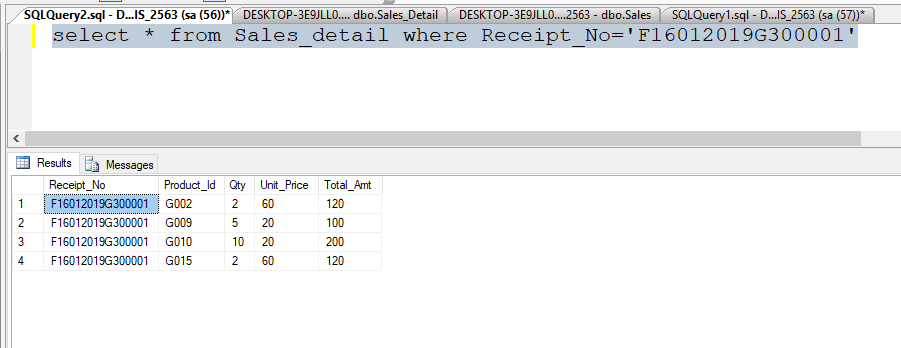 SQLQuery2.sql - D...IS_2563 (sa (56))* DESKTOP-3E9JLL0.... dbo.Sales_Detail DESKTOP-3E9JLL0....2563 - dbo.Sales SQLQuery1.sql - D...IS_2563 (sa (57))*
select * from Sales_detail where Receipt_No='F16012019G300001'
Results Messages
Receipt_No Product_Id Qty Unit_Price Total_Amt
1 F16012019G300001 G002 2 60 120
2 F16012019G300001 G009 5 20 100
3 F16012019G300001 G010 10 20 200
4 F16012019G300001 G015 2 60 120